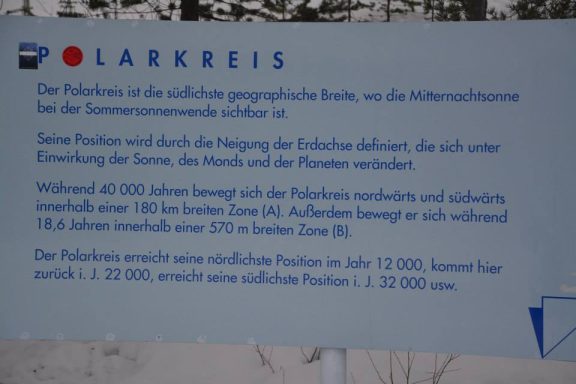 POLARKREIS
Der Polarkreis ist die südlichste geographische Breite, wo die Mitternachtsonne
bei der Sommersonnenwende sichtbar ist.
Seine Position wird durch die Neigung der Erdachse definiert, die sich unter
Einwirkung der Sonne, des Monds und der Planeten verändert.
Während 40 000 Jahren bewegt sich der Polarkreis nordwärts und südwärts
innerhalb einer 180 km breiten Zone (A). Außerdem bewegt er sich während
18,6 Jahren innerhalb einer 570 m breiten Zone (B).
Der Polarkreis erreicht seine nördlichste Position im Jahr 12 000, kommt hier
zurück i. J. 22 000, erreicht seine südlichste Position i. J. 32 000 usw.